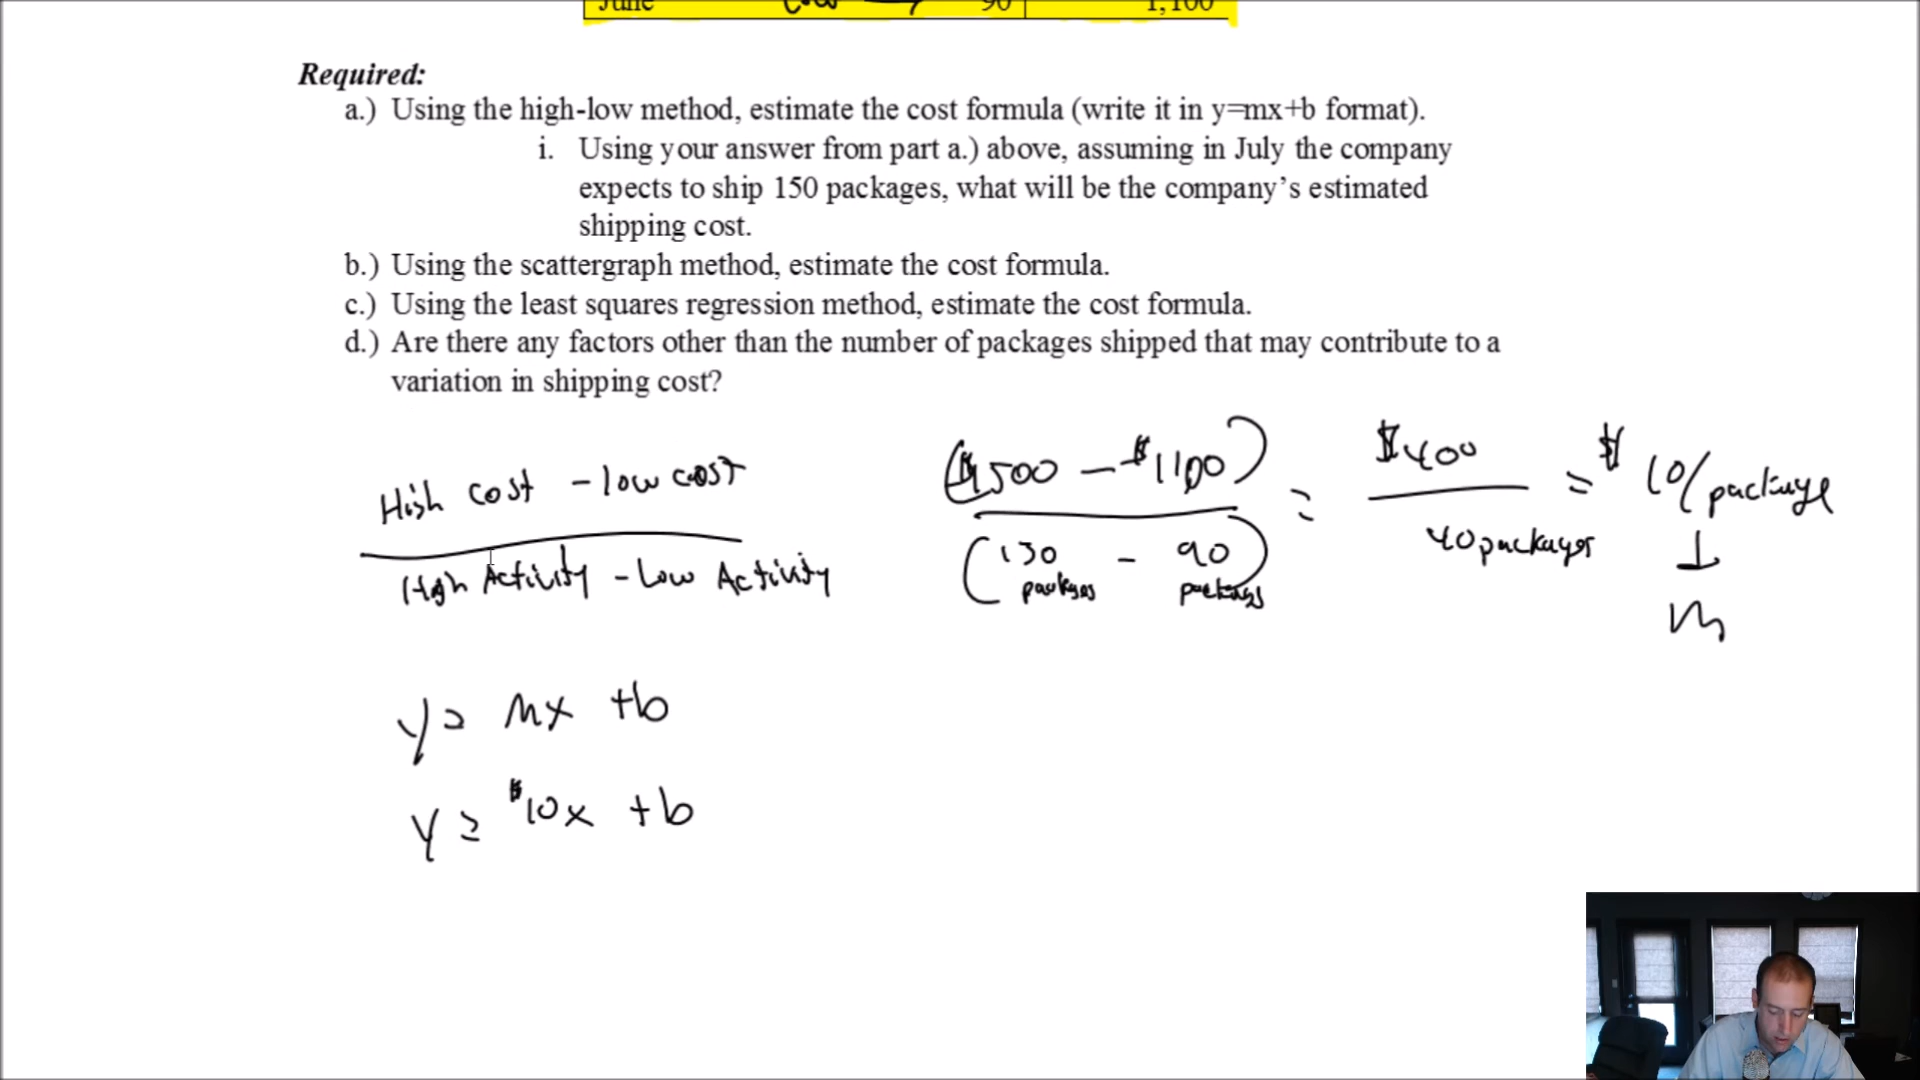 June Low 90 1,100
Required:
a.) Using the high-low method, estimate the cost formula (write it in y=mx+b format).
i. Using your answer from part a.) above, assuming in July the company
expects to ship 150 packages, what will be the company's estimated
shipping cost.
b.) Using the scattergraph method, estimate the cost formula.
c.) Using the least squares regression method, estimate the cost formula.
d.) Are there any factors other than the number of packages shipped that may contribute to a
variation in shipping cost?
High cost - low cost
High Activity - Low Activity
($1500 - $1100)
(130 - 90)
packages packages
=
$400
40 packages
= $10/package
↓
m
y = mx + b
y = $10x + b